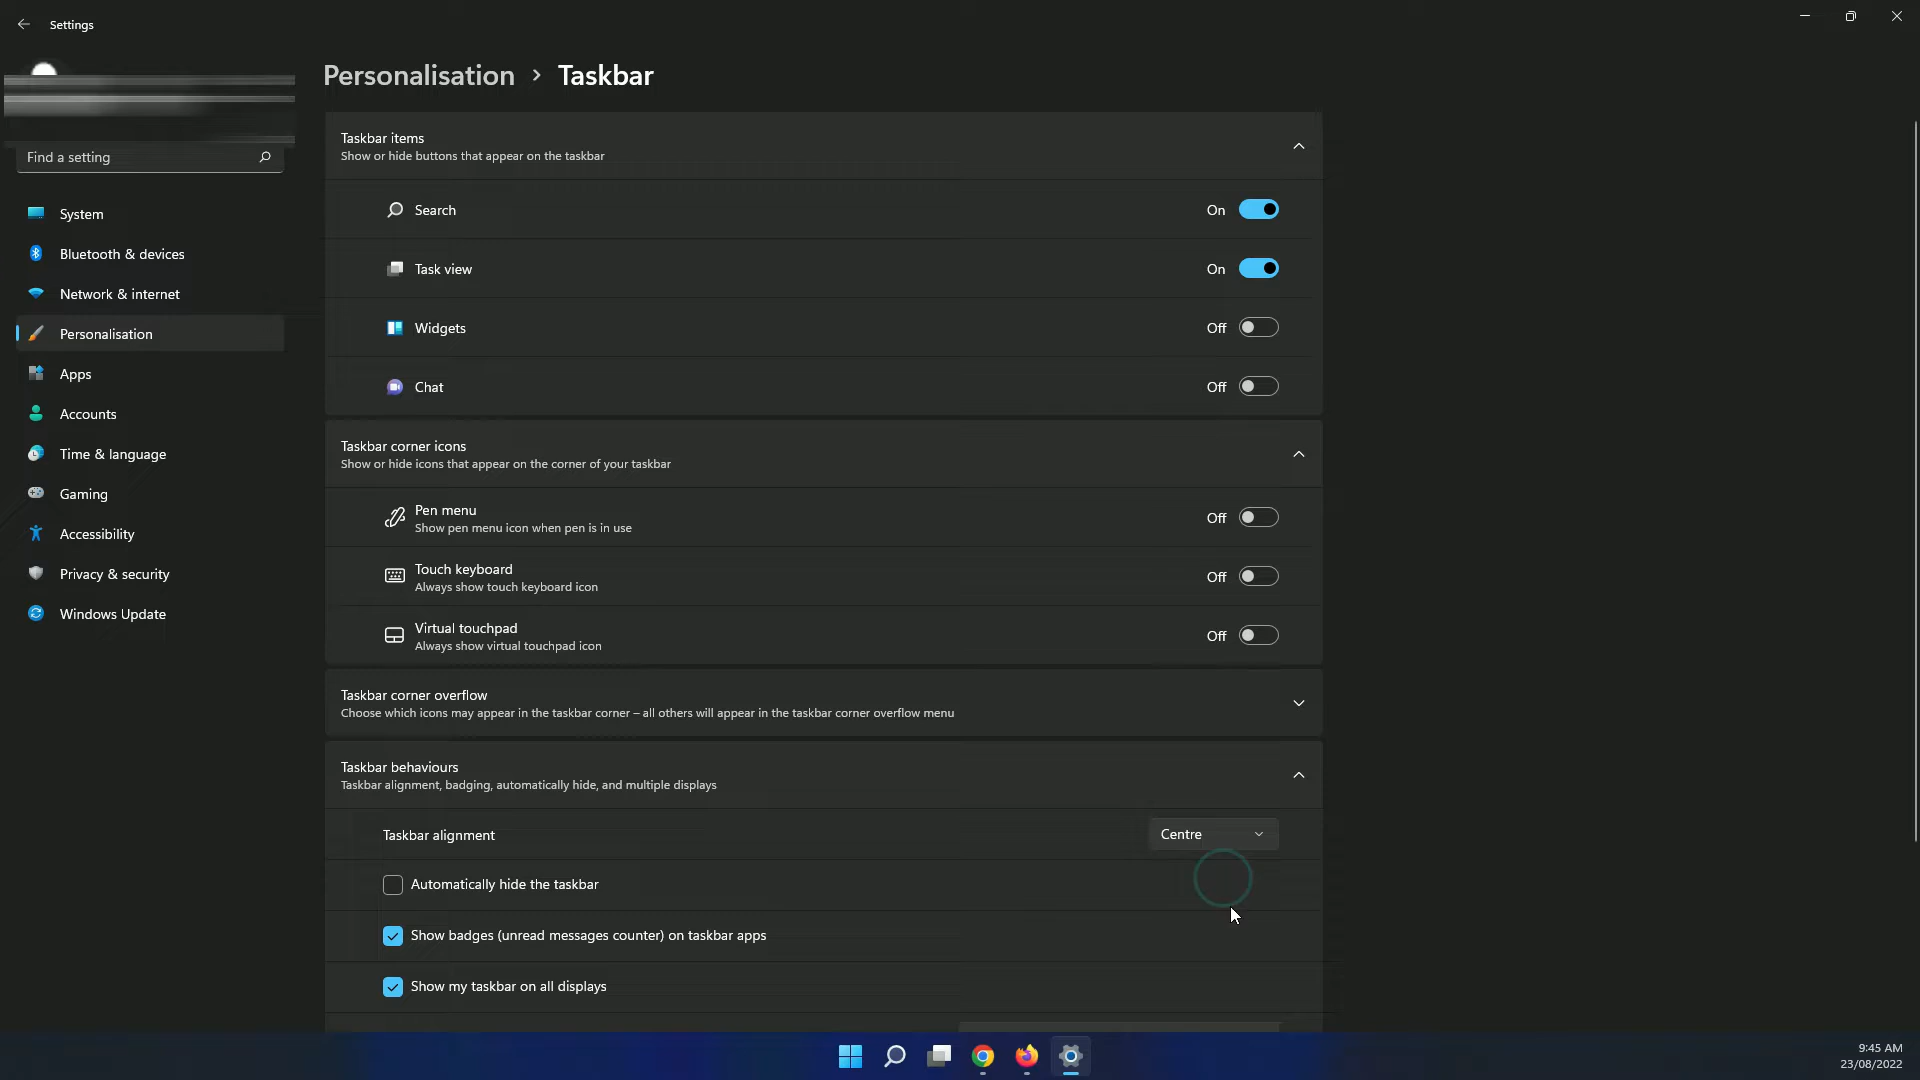 Settings
Personalisation > Taskbar
Find a setting
System
Bluetooth & devices
Network & internet
Personalisation
Apps
Accounts
Time & language
Gaming
Accessibility
Privacy & security
Windows Update
Taskbar items
Show or hide buttons that appear on the taskbar
Search On
Task view On
Widgets Off
Chat Off
Taskbar corner icons
Show or hide icons that appear on the corner of your taskbar
Pen menu
Show pen menu icon when pen is in use
Off
Touch keyboard
Always show touch keyboard icon
Off
Virtual touchpad
Always show virtual touchpad icon
Off
Taskbar corner overflow
Choose which icons may appear in the taskbar corner – all others will appear in the taskbar corner overflow menu
Taskbar behaviours
Taskbar alignment, badging, automatically hide, and multiple displays
Taskbar alignment Centre
Automatically hide the taskbar
Show badges (unread messages counter) on taskbar apps
Show my taskbar on all displays
9:45 AM
23/08/2022